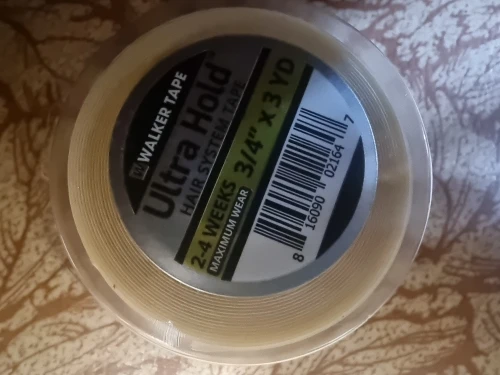 WALKER TAPE
Ultra Hold
HAIR SYSTEM TAPE
2-4 WEEKS
MAXIMUM WEAR
3/4" X 3 YD
8 16090 02164 7